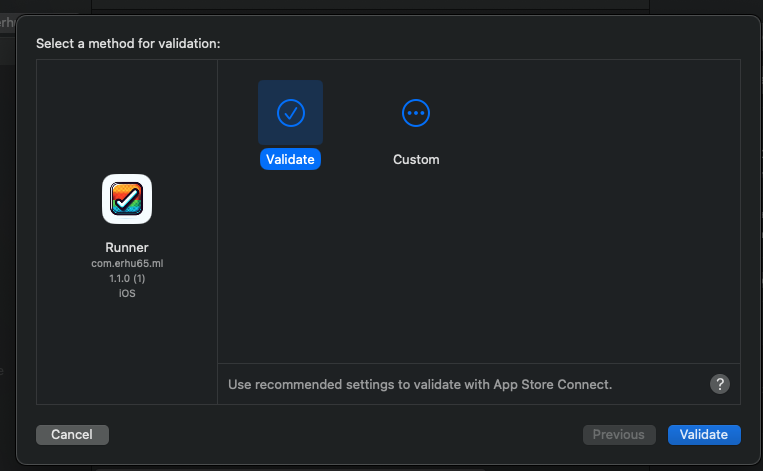 Select a method for validation:
Validate
Custom
Runner
com.erhu65.ml
1.1.0 (1)
iOS
Use recommended settings to validate with App Store Connect.
?
Cancel
Previous
Validate